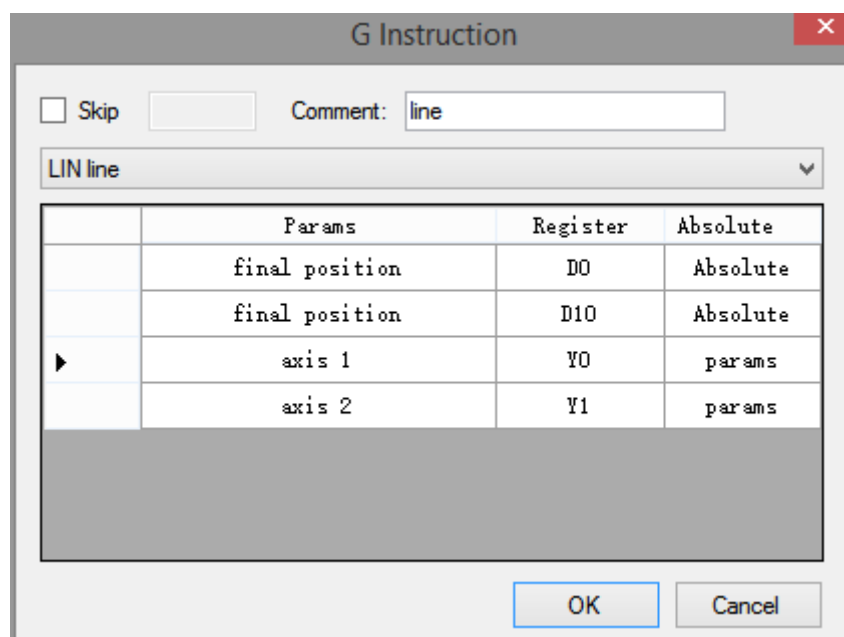 G Instruction
Skip Comment: line
LIN line
Params Register Absolute
final position D0 Absolute
final position D10 Absolute
axis 1 Y0 params
axis 2 Y1 params
OK Cancel